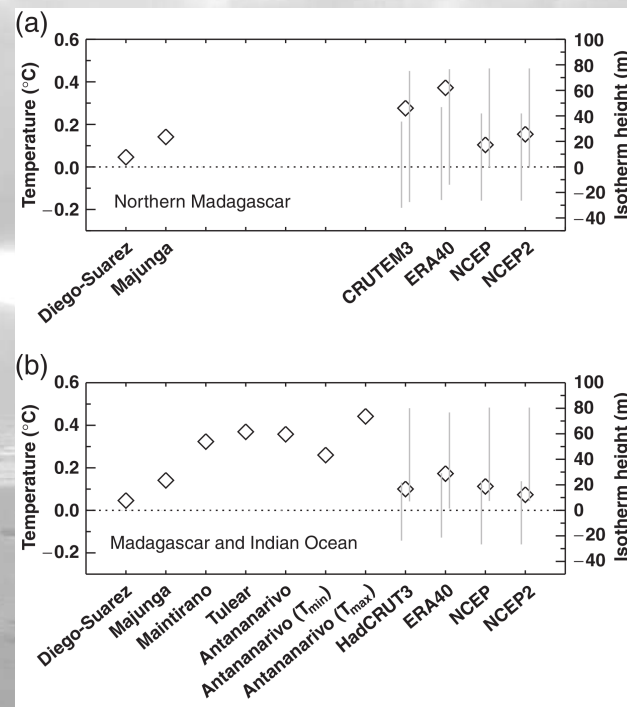 (a)
0.6
0.4
0.2
0.0
−0.2
Temperature (°C)
100
80
60
40
20
0
−20
−40
Isotherm height (m)
Northern Madagascar
Diego-Suarez
Majunga
CRUTEM3
ERA40
NCEP
NCEP2
(b)
0.6
0.4
0.2
0.0
−0.2
Temperature (°C)
100
80
60
40
20
0
−20
−40
Isotherm height (m)
Madagascar and Indian Ocean
Diego-Suarez
Majunga
Maintirano
Tulear
Antananarivo
Antananarivo (Tmin)
Antananarivo (Tmax)
HadCRUT3
ERA40
NCEP
NCEP2